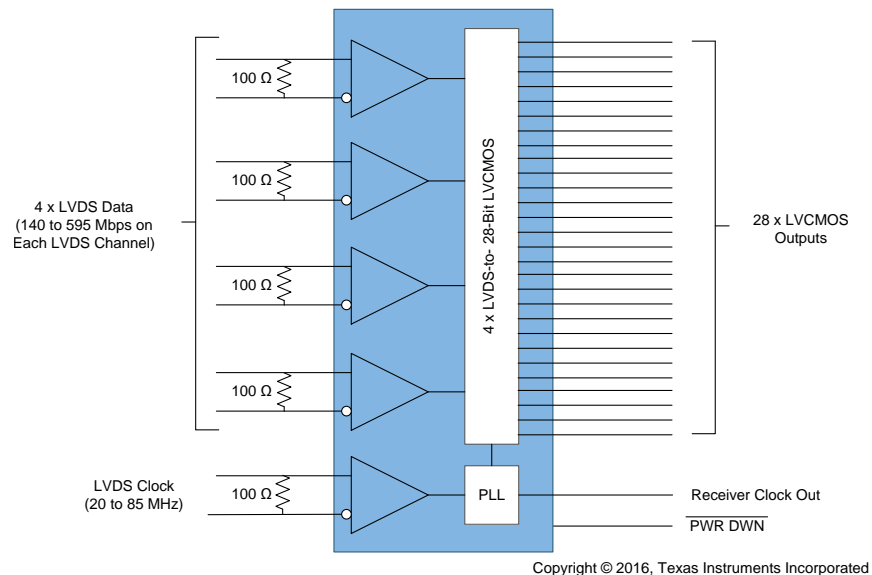 100 Ω
100 Ω
100 Ω
100 Ω
100 Ω
4 x LVDS Data
(140 to 595 Mbps on
Each LVDS Channel)
LVDS Clock
(20 to 85 MHz)
4 x LVDS-to- 28-Bit LVCMOS
PLL
28 x LVCMOS
Outputs
Receiver Clock Out
PWR DWN
Copyright © 2016, Texas Instruments Incorporated